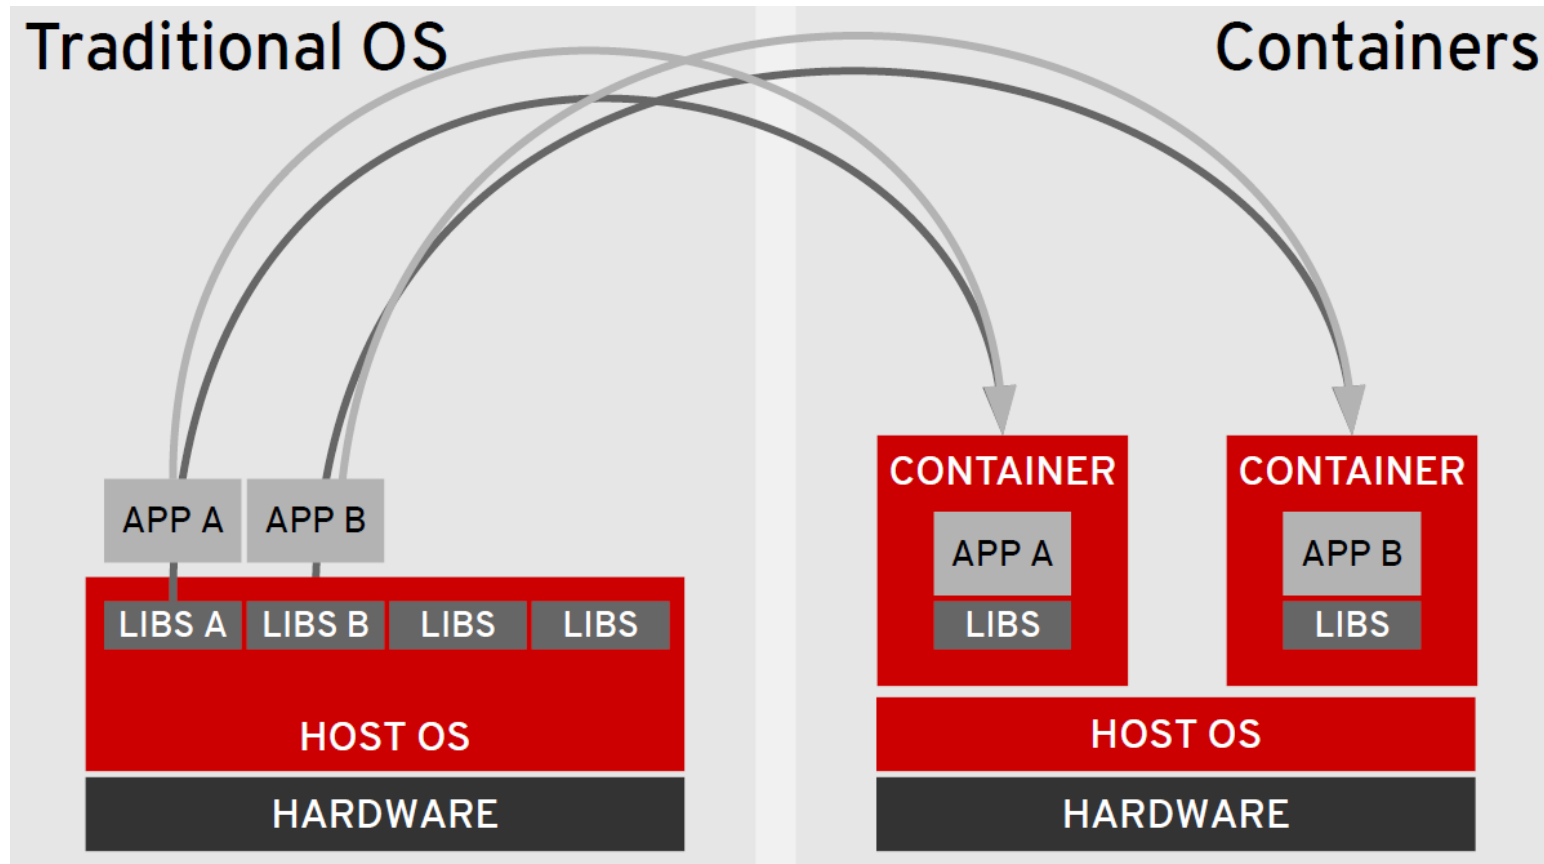 Traditional OS
APP A
APP B
LIBS A
LIBS B
LIBS
LIBS
HOST OS
HARDWARE
Containers
CONTAINER
APP A
LIBS
CONTAINER
APP B
LIBS
HOST OS
HARDWARE